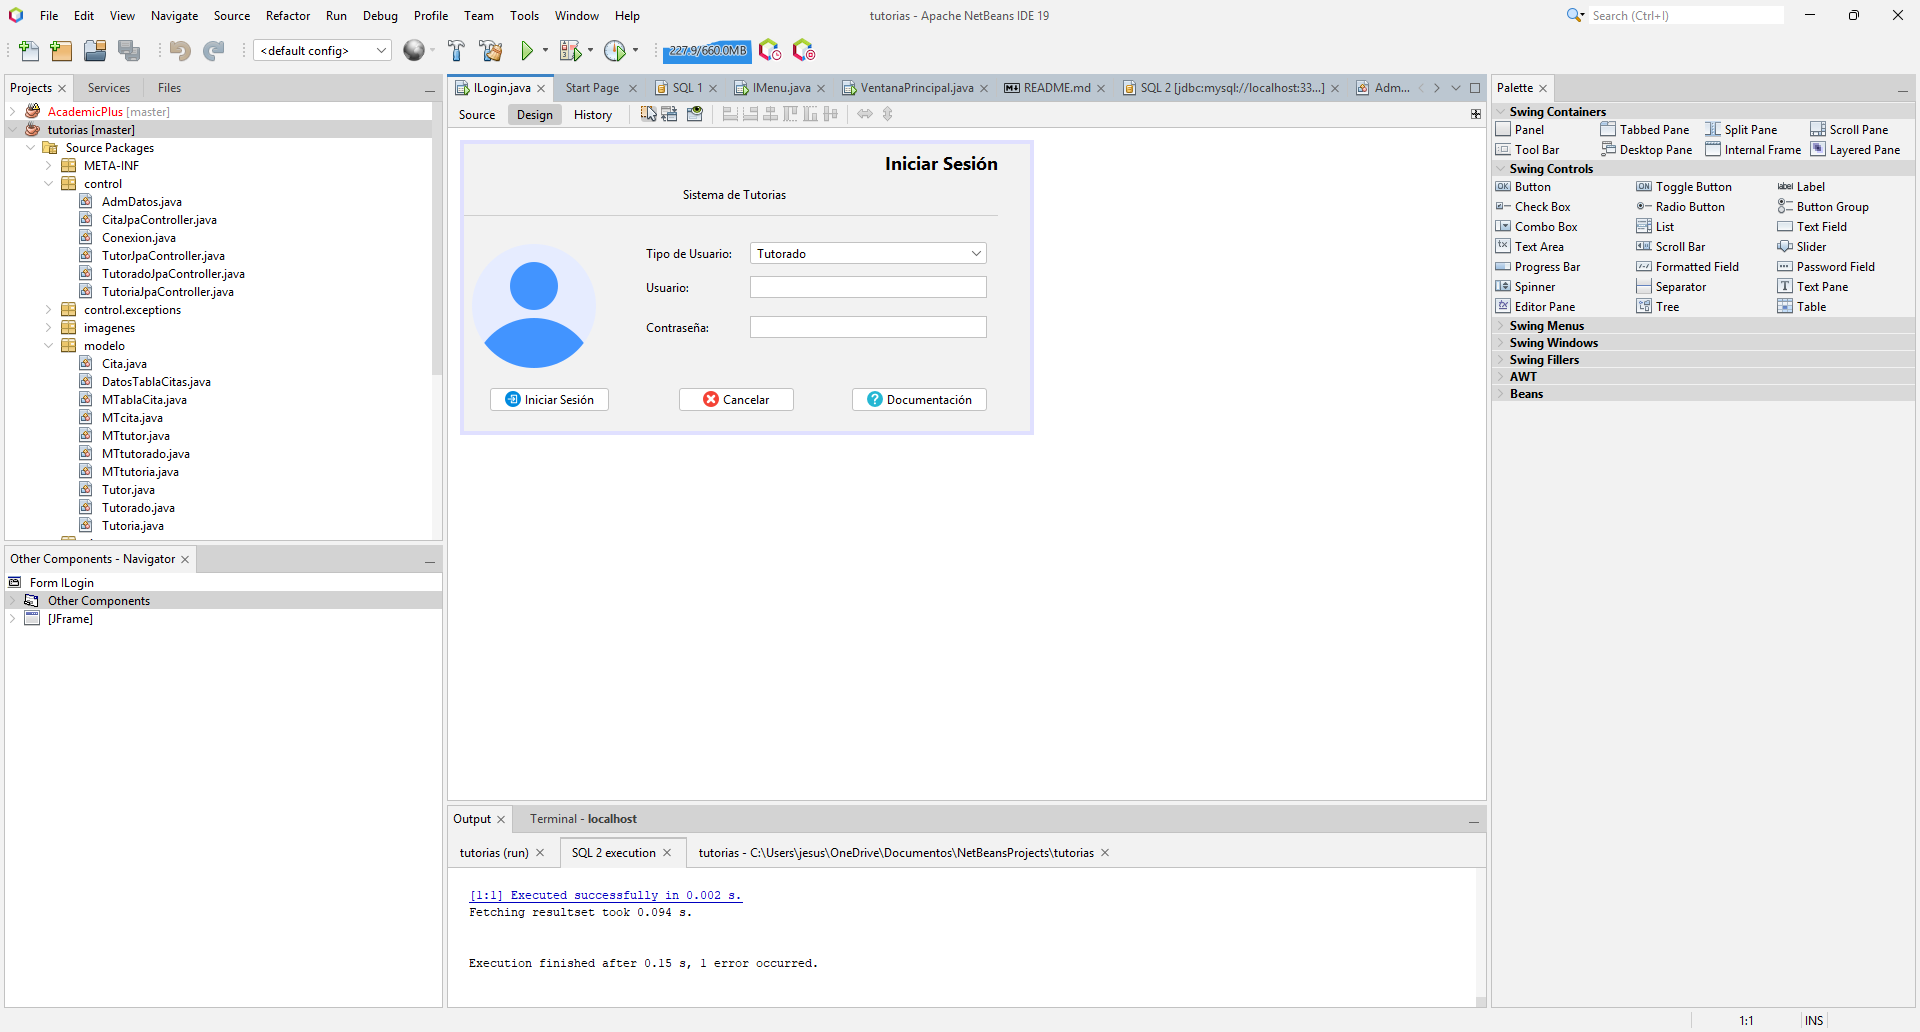 File Edit View Navigate Source Refactor Run Debug Profile Team Tools Window Help
tutorias - Apache NetBeans IDE 19
Search (Ctrl+I)
<default config>
227.9/660.0MB
Projects Services Files
AcademicPlus [master]
tutorias [master]
Source Packages
META-INF
control
AdmDatos.java
CitaJpaController.java
Conexion.java
TutorJpaController.java
TutoradoJpaController.java
TutoriaJpaController.java
control.exceptions
imagenes
modelo
Cita.java
DatosTablaCitas.java
MTablaCita.java
MTcita.java
MTtutor.java
MTtutorado.java
MTtutoria.java
Tutor.java
Tutorado.java
Tutoria.java
Other Components - Navigator
Form ILogin
Other Components
[JFrame]
ILogin.java Start Page SQL 1 IMenu.java VentanaPrincipal.java README.md SQL 2 [jdbc:mysql://localhost:33...] Adm...
Source Design History
Iniciar Sesión
Sistema de Tutorias
Tipo de Usuario: Tutorado
Usuario:
Contraseña:
Iniciar Sesión Cancelar Documentación
Output Terminal - localhost
tutorias (run) SQL 2 execution tutorias - C:\Users\jesus\OneDrive\Documentos\NetBeansProjects\tutorias
[1:1] Executed successfully in 0.002 s.
Fetching resultset took 0.094 s.
Execution finished after 0.15 s, 1 error occurred.
Palette
Swing Containers
Panel Tabbed Pane Split Pane Scroll Pane
Tool Bar Desktop Pane Internal Frame Layered Pane
Swing Controls
OK Button ON Toggle Button label Label
Check Box Radio Button Button Group
Combo Box List Text Field
Text Area Scroll Bar Slider
Progress Bar Formatted Field Password Field
Spinner Separator Text Pane
Editor Pane Tree Table
Swing Menus
Swing Windows
Swing Fillers
AWT
Beans
1:1 INS